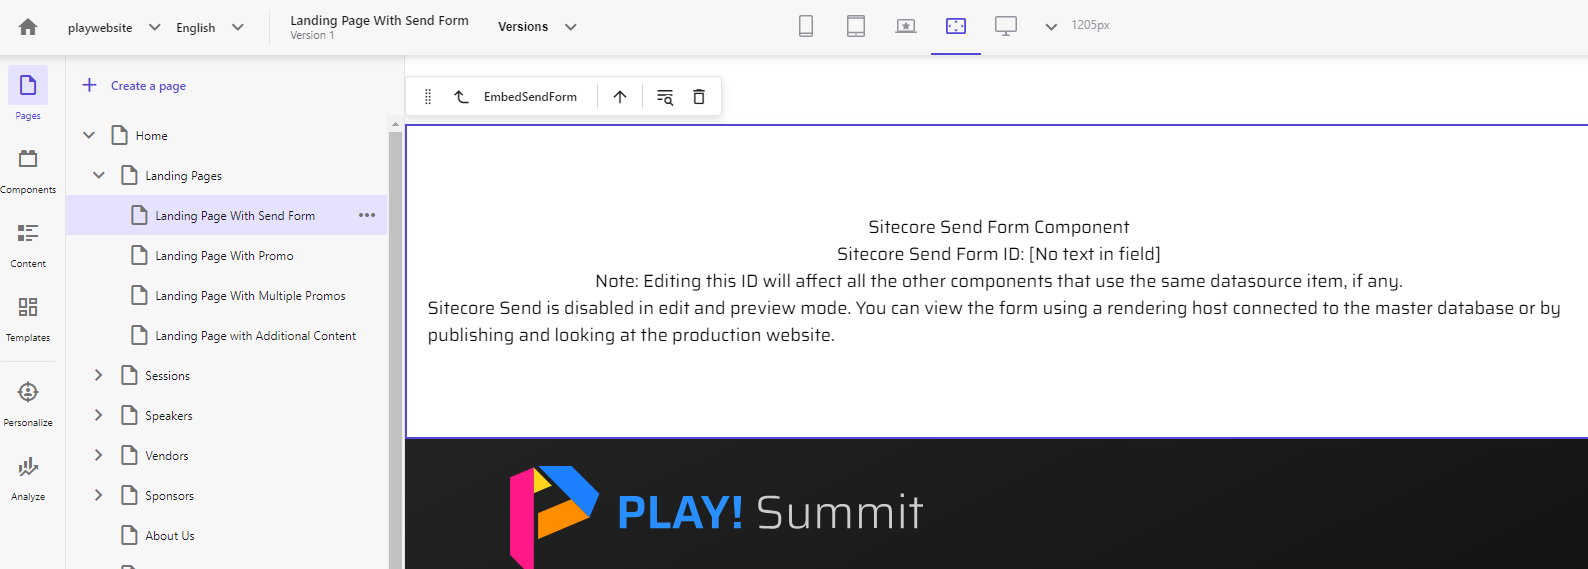 playwebsite
English
Landing Page With Send Form
Version 1
Versions
1205px
Pages
Components
Content
Templates
Personalize
Analyze
Create a page
Home
Landing Pages
Landing Page With Send Form
Landing Page With Promo
Landing Page With Multiple Promos
Landing Page with Additional Content
Sessions
Speakers
Vendors
Sponsors
About Us
EmbedSendForm
Sitecore Send Form Component
Sitecore Send Form ID: [No text in field]
Note: Editing this ID will affect all the other components that use the same datasource item, if any.
Sitecore Send is disabled in edit and preview mode. You can view the form using a rendering host connected to the master database or by
publishing and looking at the production website.
PLAY! Summit